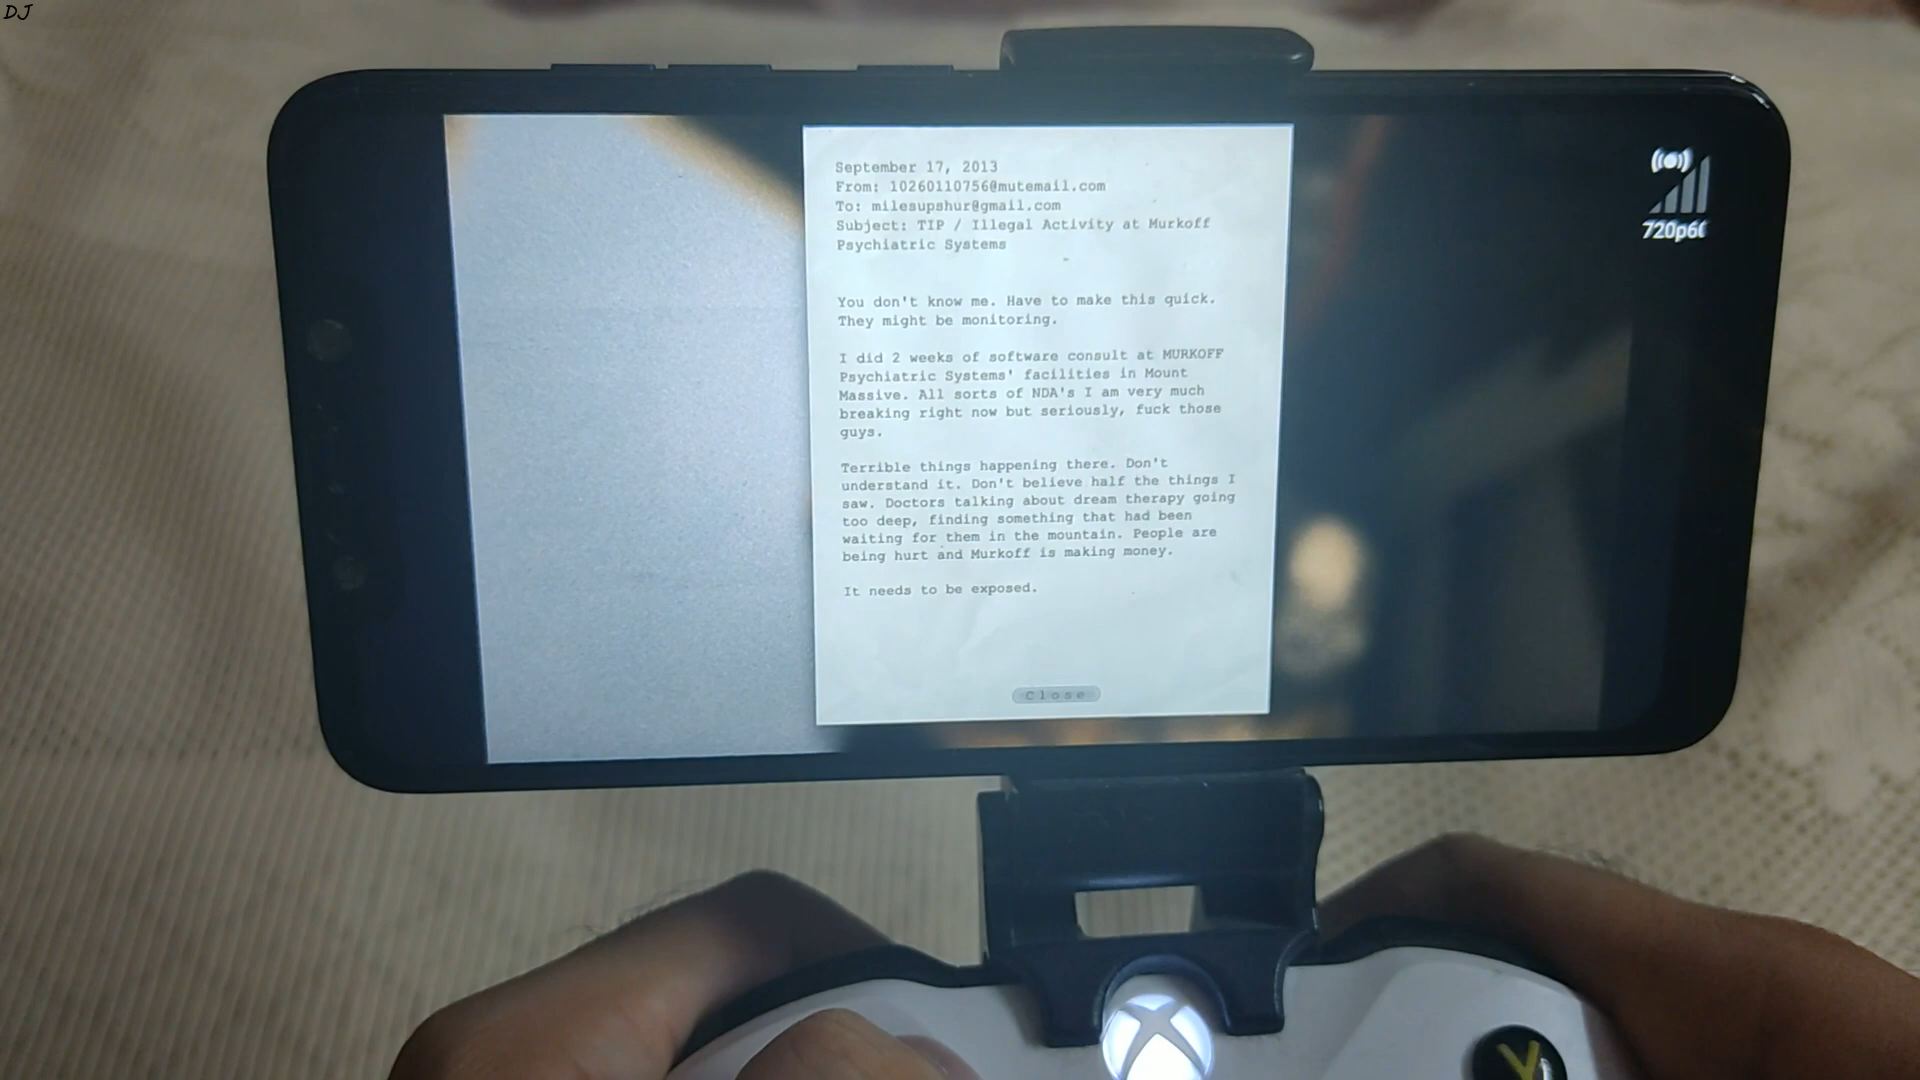 DJ
September 17, 2013
From: 10260110756@mutemail.com
To: milesupshur@gmail.com
Subject: TIP / Illegal Activity at Murkoff
Psychiatric Systems
You don't know me. Have to make this quick.
They might be monitoring.
I did 2 weeks of software consult at MURKOFF
Psychiatric Systems' facilities in Mount
Massive. All sorts of NDA's I am very much
breaking right now but seriously, fuck those
guys.
Terrible things happening there. Don't
understand it. Don't believe half the things I
saw. Doctors talking about dream therapy going
too deep, finding something that had been
waiting for them in the mountain. People are
being hurt and Murkoff is making money.
It needs to be exposed.
Close
720p60
Y